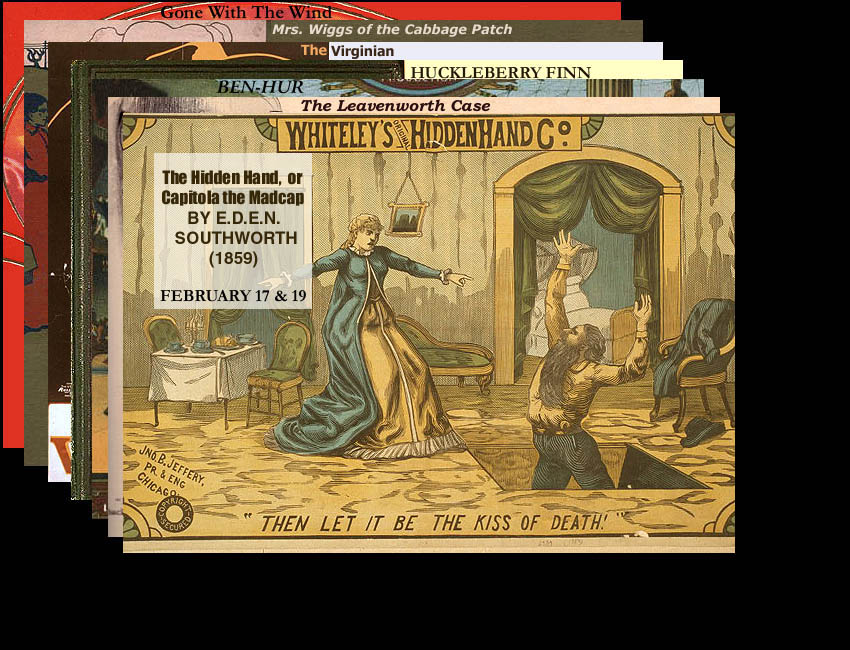 Gone With The Wind
Mrs. Wiggs of the Cabbage Patch
The Virginian
HUCKLEBERRY FINN
BEN-HUR
The Leavenworth Case
WHITELEY'S ORIGINAL HIDDEN HAND Co.
The Hidden Hand, or
Capitola the Madcap
BY E.D.E.N.
SOUTHWORTH
(1859)
FEBRUARY 17 & 19
JNO. B. JEFFERY,
PR. & ENG
CHICAGO.
COPYRIGHT
SECURED
"THEN LET IT BE THE KISS OF DEATH!"